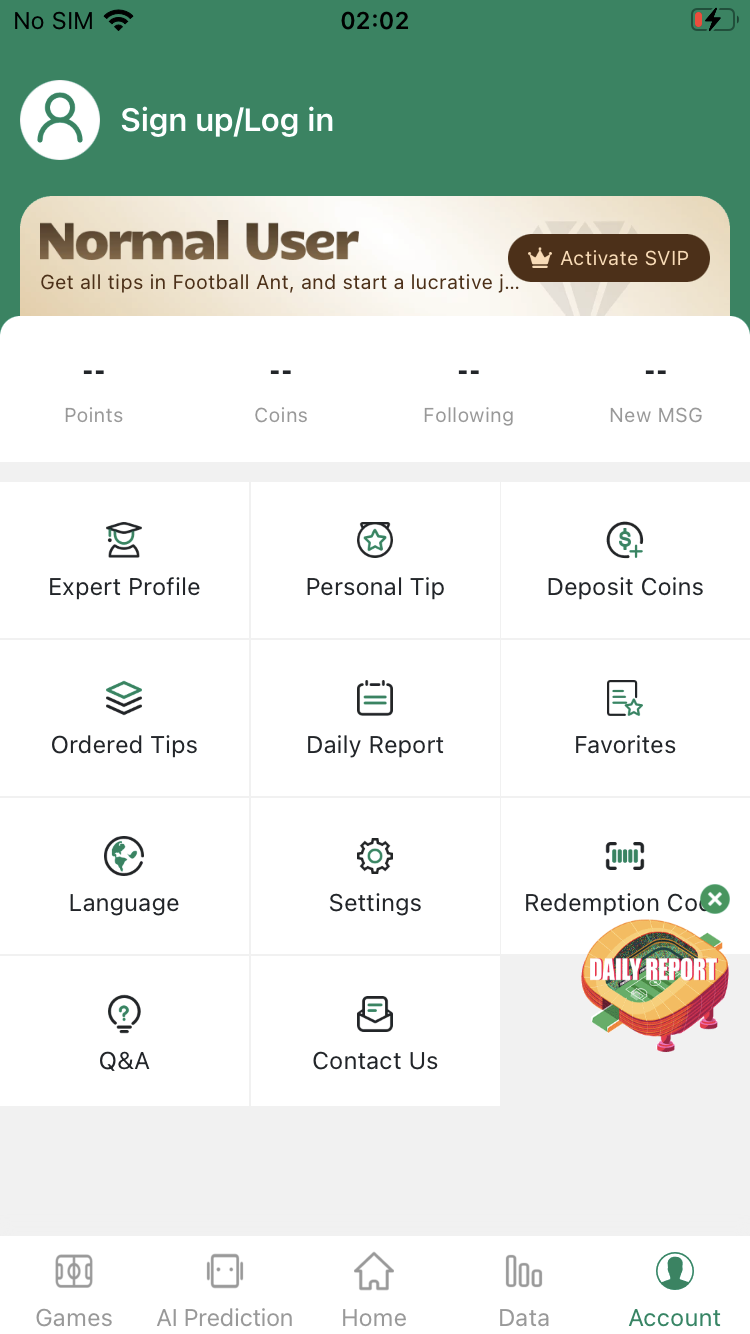 No SIM 02:02
Sign up/Log in
Normal User
Get all tips in Football Ant, and start a lucrative j...
Activate SVIP
-- -- -- --
Points Coins Following New MSG
Expert Profile Personal Tip Deposit Coins
Ordered Tips Daily Report Favorites
Language Settings Redemption Co
DAILY REPORT
Q&A Contact Us
Games AI Prediction Home Data Account